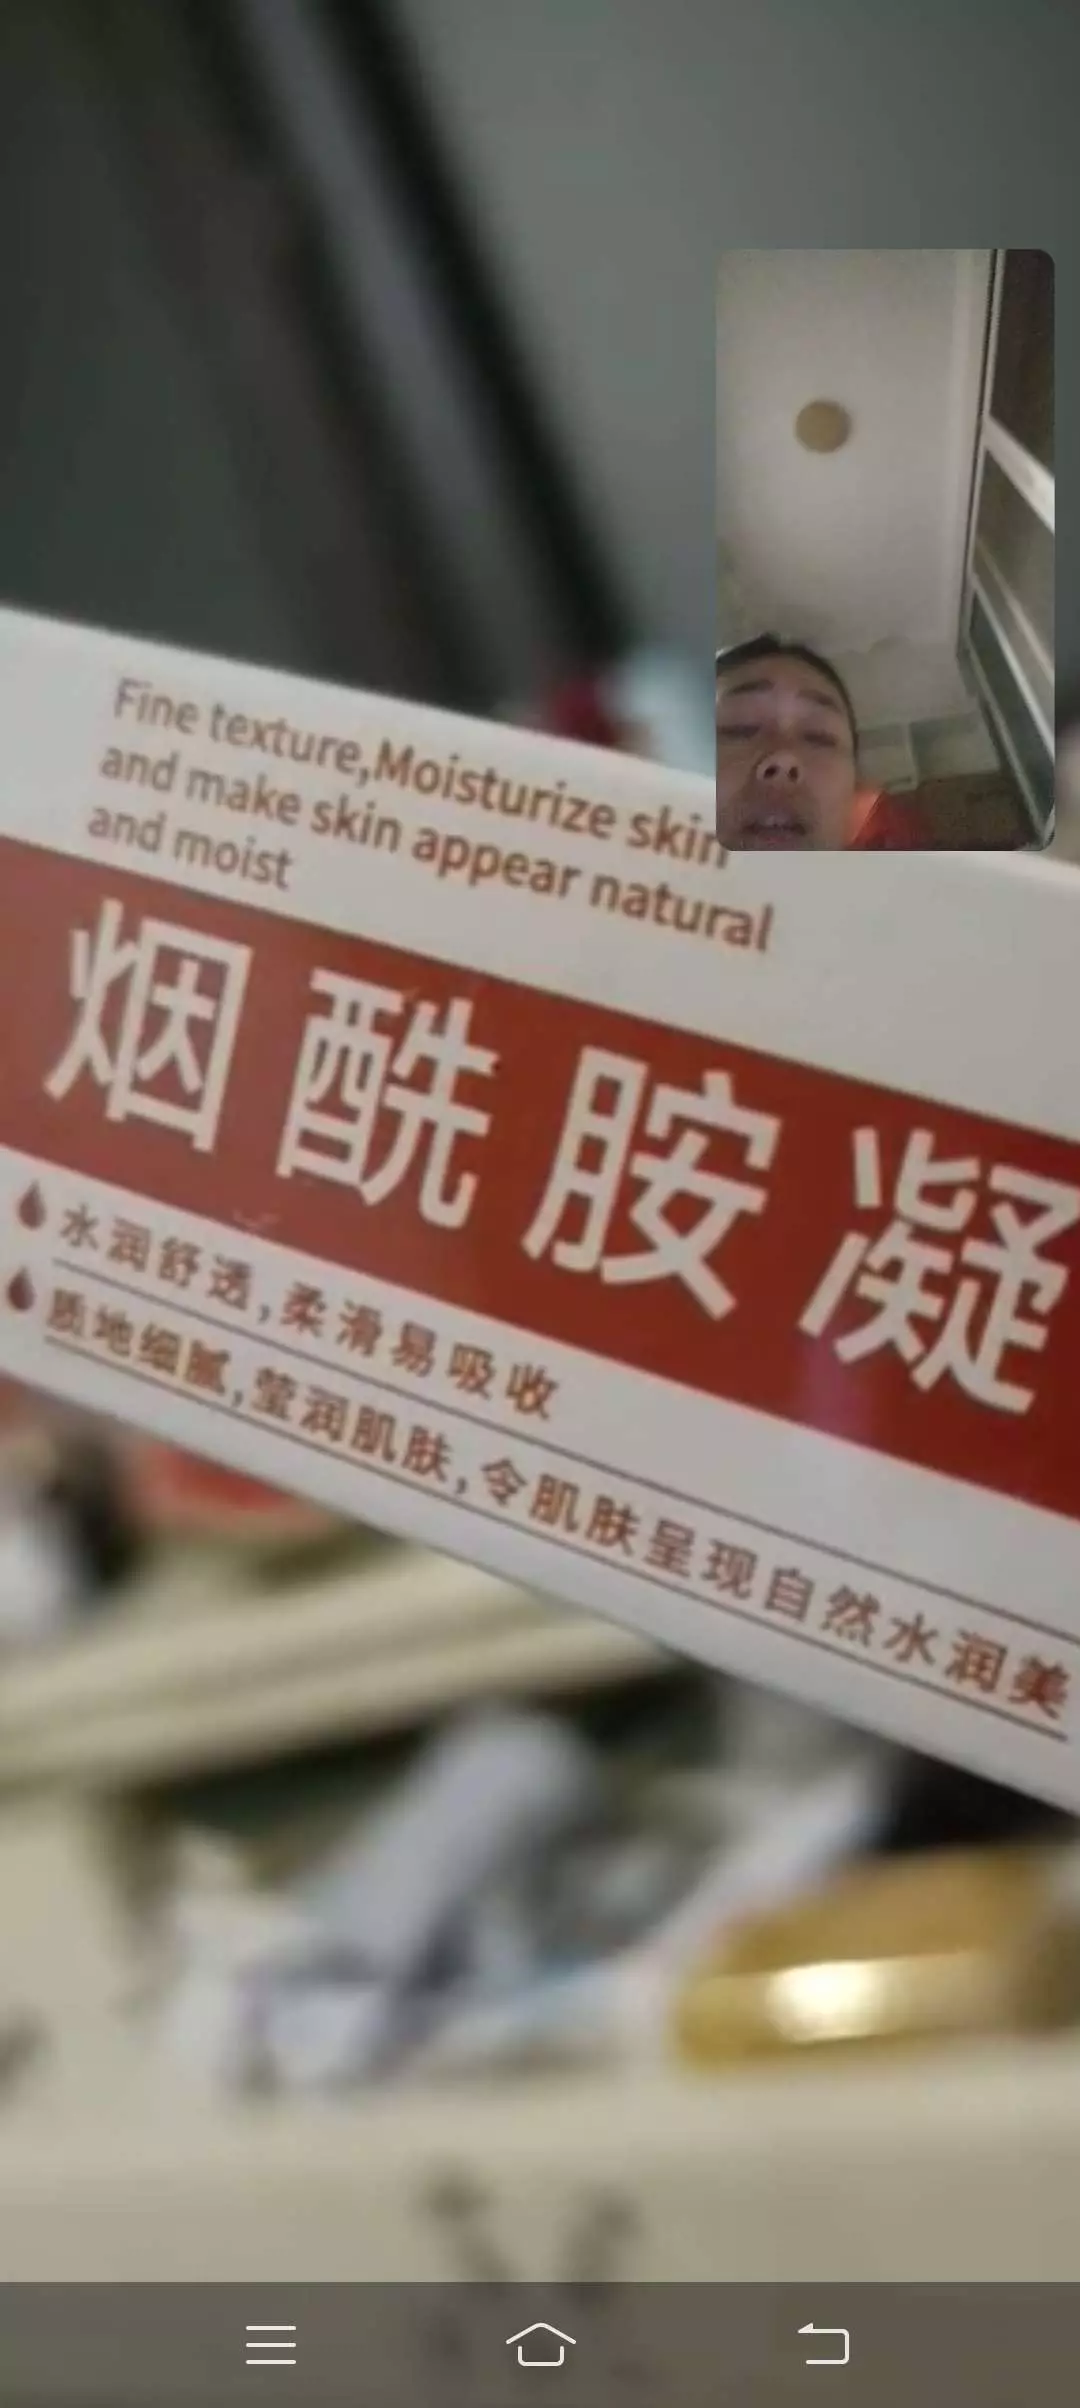 Fine texture,Moisturize skin
and make skin appear natural
and moist
烟酰胺凝
水润舒透,柔滑易吸收
质地细腻,莹润肌肤,令肌肤呈现自然水润美